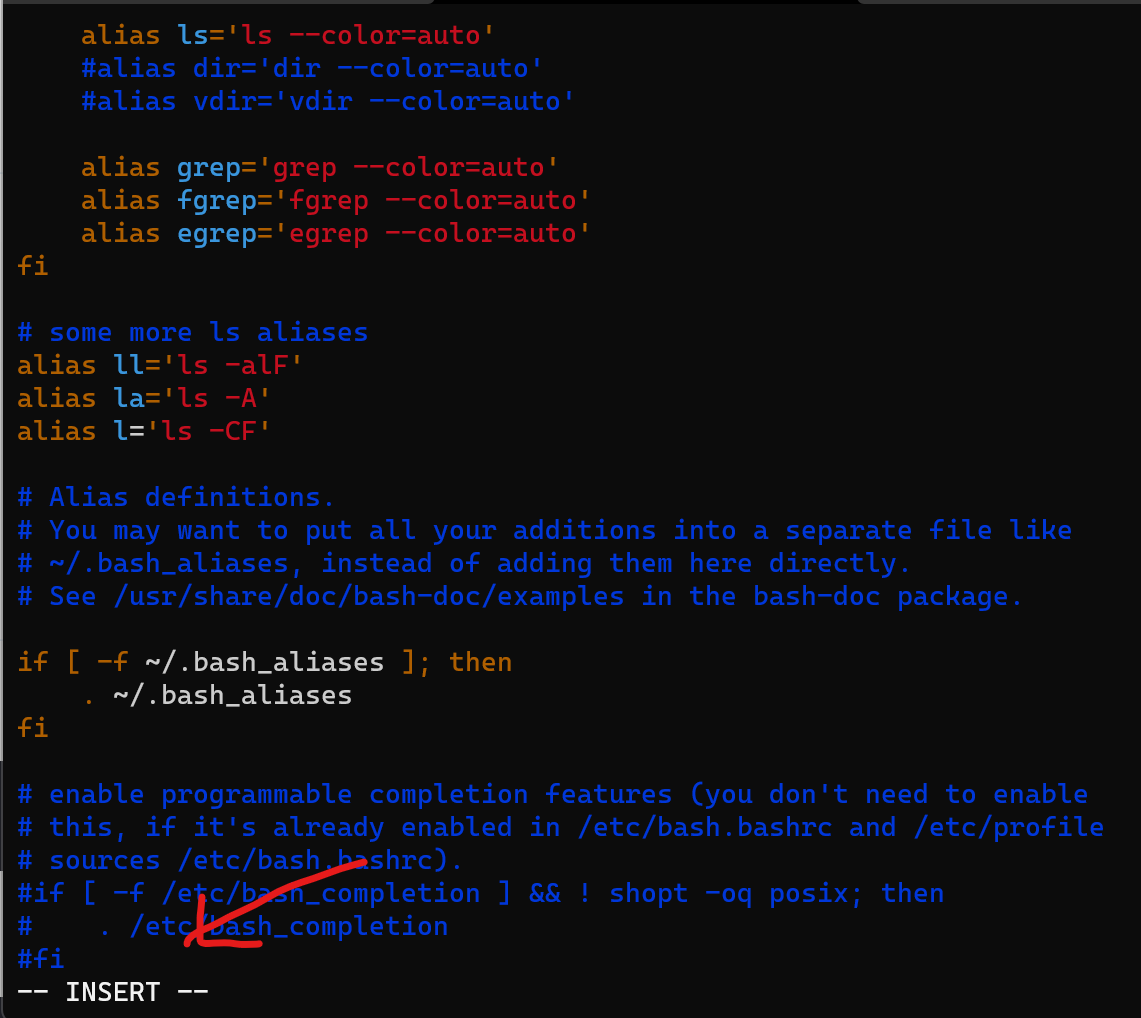 alias ls='ls --color=auto'
    #alias dir='dir --color=auto'
    #alias vdir='vdir --color=auto'

    alias grep='grep --color=auto'
    alias fgrep='fgrep --color=auto'
    alias egrep='egrep --color=auto'
fi

# some more ls aliases
alias ll='ls -alF'
alias la='ls -A'
alias l='ls -CF'

# Alias definitions.
# You may want to put all your additions into a separate file like
# ~/.bash_aliases, instead of adding them here directly.
# See /usr/share/doc/bash-doc/examples in the bash-doc package.

if [ -f ~/.bash_aliases ]; then
    . ~/.bash_aliases
fi

# enable programmable completion features (you don't need to enable
# this, if it's already enabled in /etc/bash.bashrc and /etc/profile
# sources /etc/bash.bashrc).
#if [ -f /etc/bash_completion ] && ! shopt -oq posix; then
#    . /etc/bash_completion
#fi
-- INSERT --